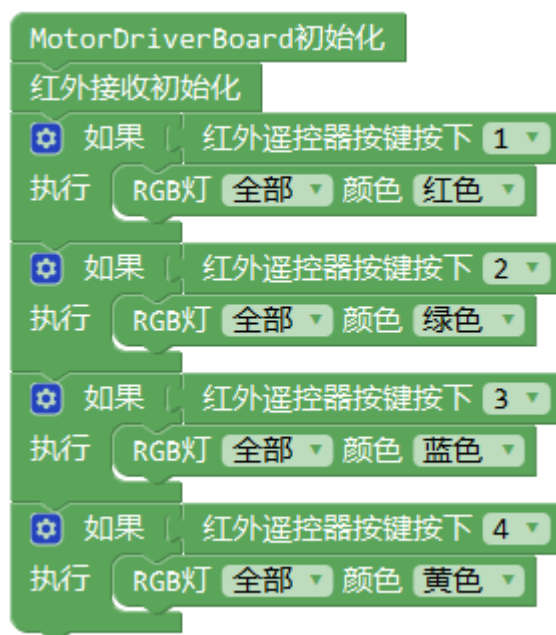 MotorDriverBoard初始化
红外接收初始化
如果 红外遥控器按键按下 1
执行 RGB灯 全部 颜色 红色
如果 红外遥控器按键按下 2
执行 RGB灯 全部 颜色 绿色
如果 红外遥控器按键按下 3
执行 RGB灯 全部 颜色 蓝色
如果 红外遥控器按键按下 4
执行 RGB灯 全部 颜色 黄色